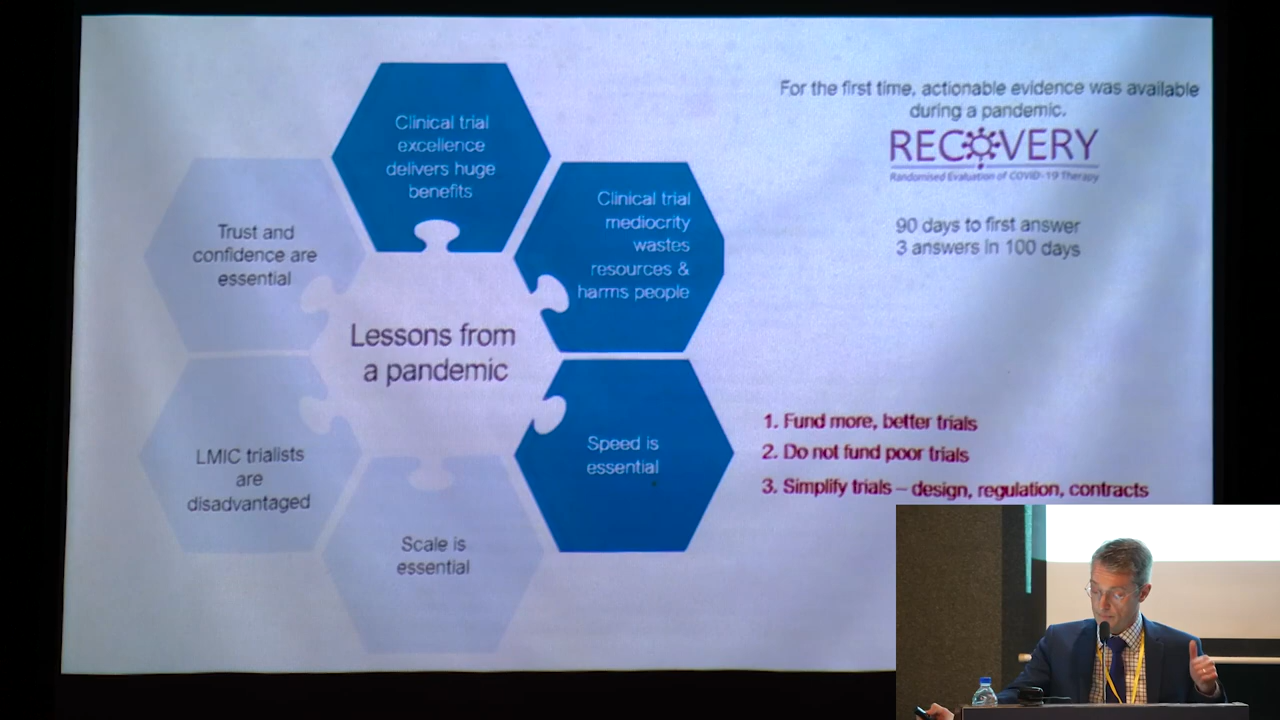 Clinical trial
excellence
delivers huge
benefits
Clinical trial
mediocrity
wastes
resources &
harms people
Speed is
essential
Scale is
essential
LMIC trialists
are
disadvantaged
Trust and
confidence are
essential
Lessons from
a pandemic
For the first time, actionable evidence was available
during a pandemic.
RECOVERY
Randomised Evaluation of COVID-19 Therapy
90 days to first answer
3 answers in 100 days
1. Fund more, better trials
2. Do not fund poor trials
3. Simplify trials – design, regulation, contracts